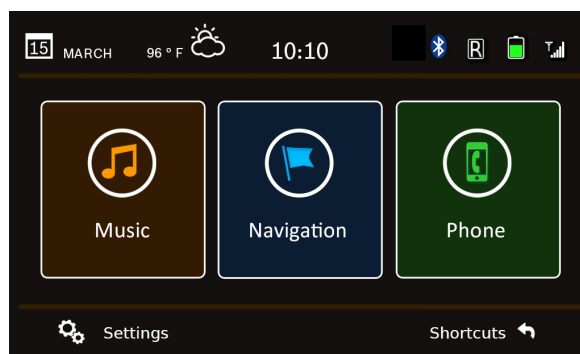 15 MARCH 96 ° F 10:10 R T
Music Navigation Phone
Settings Shortcuts